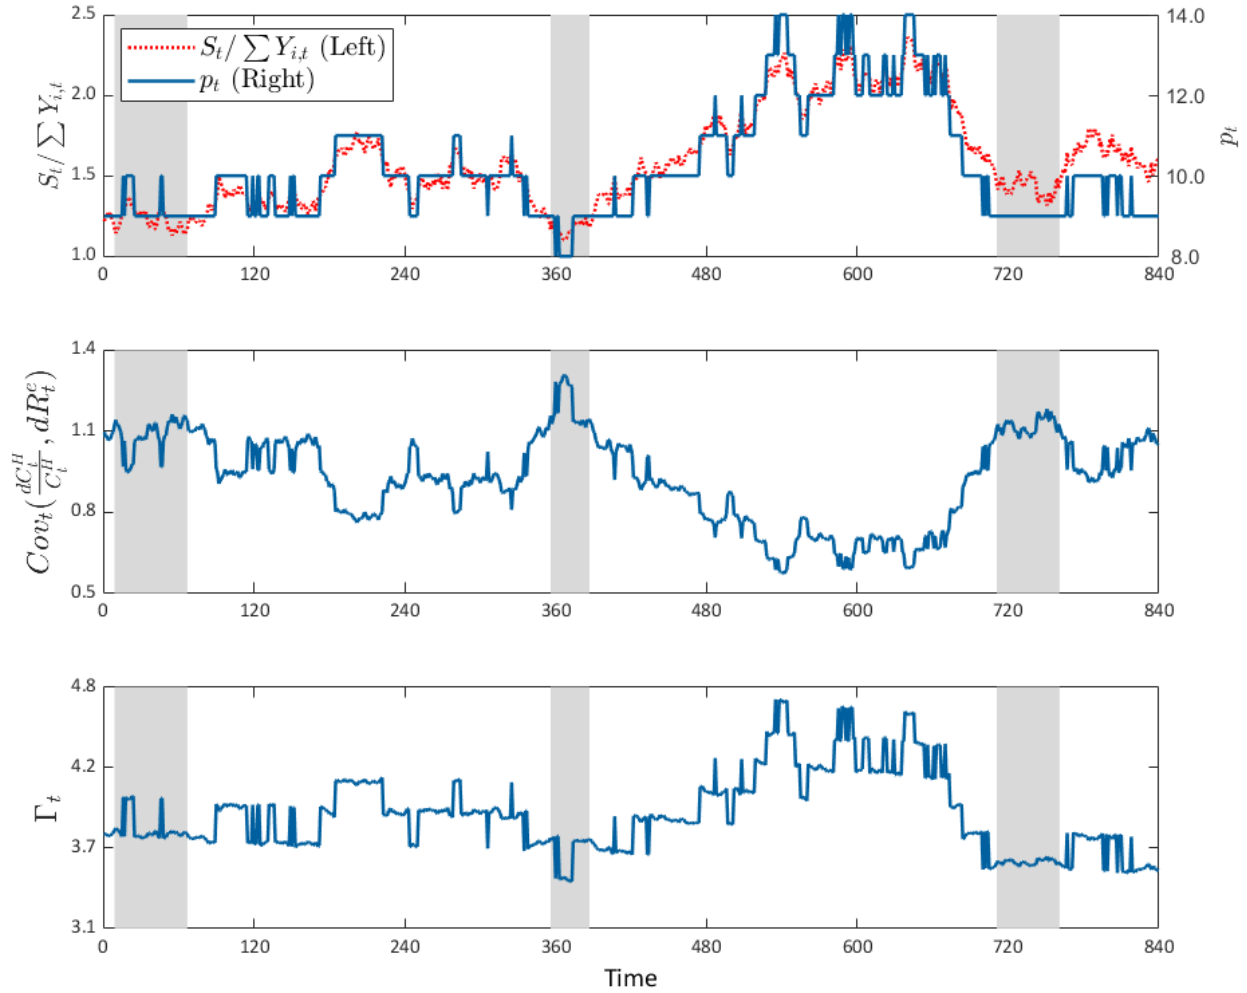 2.5
2.0
1.5
1.0
S_t / ∑ Y_{i,t}
S_t / ∑ Y_{i,t} (Left)
p_t (Right)
14.0
12.0
10.0
8.0
p_t
0 120 240 360 480 600 720 840
1.4
1.1
0.8
0.5
Cov_t(dC_t^H / C_t^H, dR_t^e)
0 120 240 360 480 600 720 840
4.8
4.2
3.7
3.1
Γ_t
0 120 240 360 480 600 720 840
Time